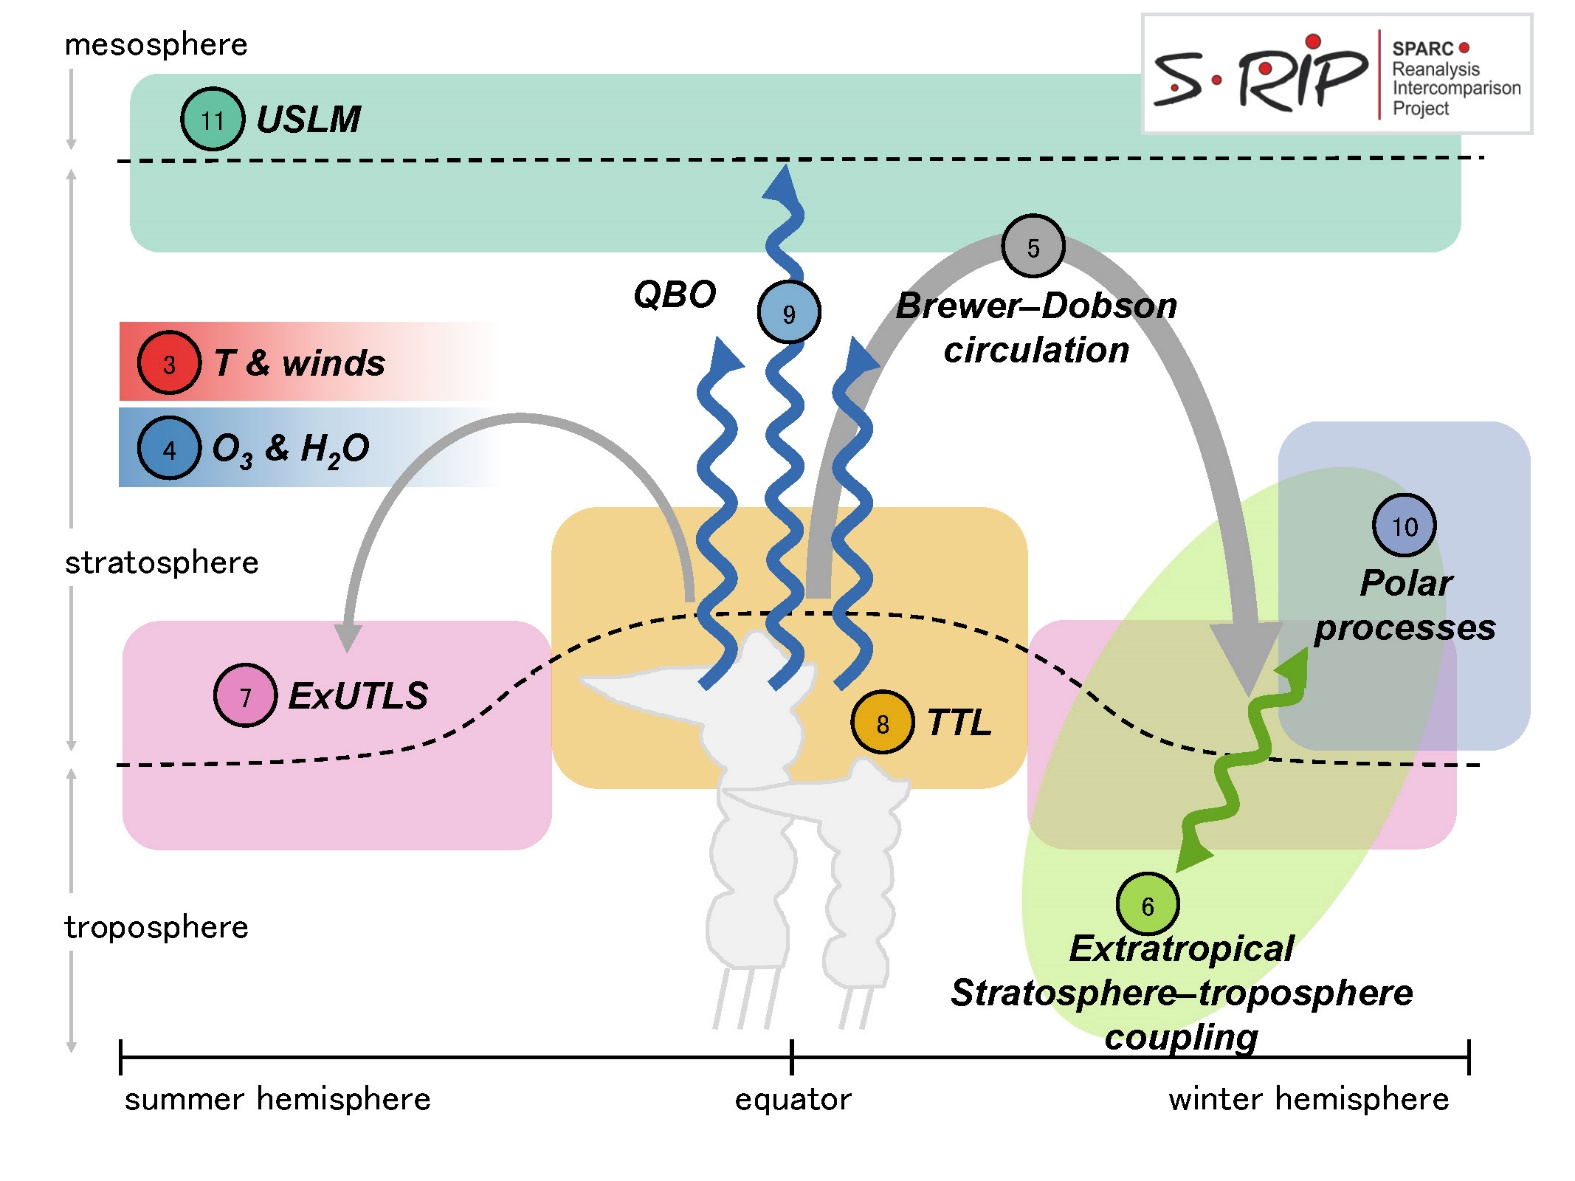 mesosphere
S·RIP
SPARC
Reanalysis
Intercomparison
Project
11 USLM
QBO
9
5
Brewer–Dobson
circulation
3 T & winds
4 O₃ & H₂O
10
Polar
processes
stratosphere
7 ExUTLS
8 TTL
6
Extratropical
Stratosphere–troposphere
coupling
troposphere
summer hemisphere
equator
winter hemisphere